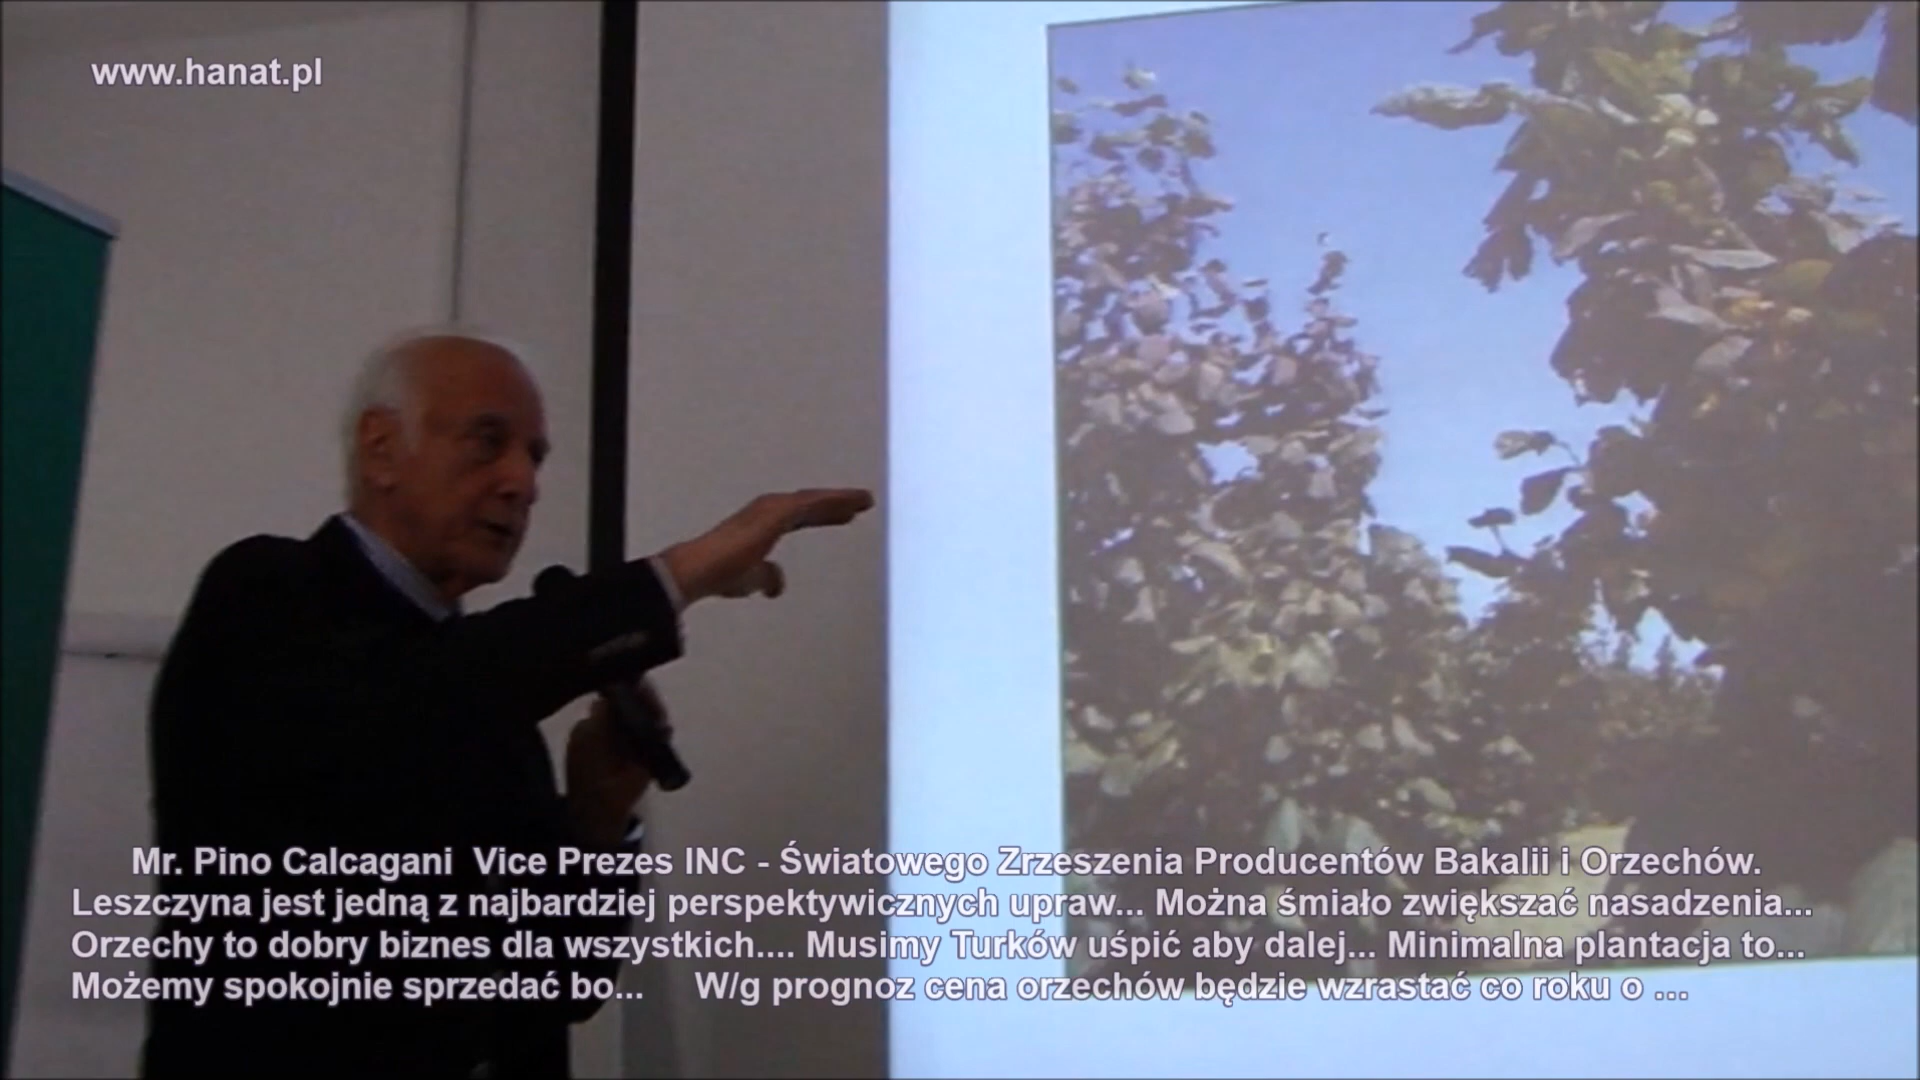 www.hanat.pl
Mr. Pino Calcagani Vice Prezes INC - Światowego Zrzeszenia Producentów Bakalii i Orzechów.
Leszczyna jest jedną z najbardziej perspektywicznych upraw... Można śmiało zwiększać nasadzenia...
Orzechy to dobry biznes dla wszystkich.... Musimy Turków uśpić aby dalej... Minimalna plantacja to...
Możemy spokojnie sprzedać bo... W/g prognoz cena orzechów będzie wzrastać co roku o ...